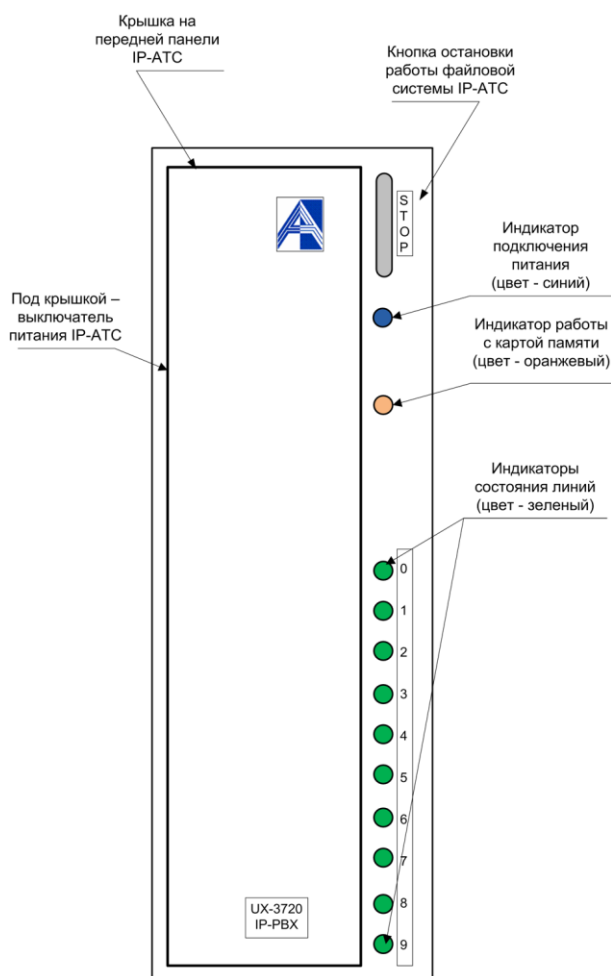 Крышка на
передней панели
IP-АТС
Кнопка остановки
работы файловой
системы IP-АТС
S
T
O
P
Индикатор
подключения
питания
(цвет - синий)
Под крышкой –
выключатель
питания IP-АТС
Индикатор работы
с картой памяти
(цвет - оранжевый)
Индикаторы
состояния линий
(цвет - зеленый)
0
1
2
3
4
5
6
7
8
9
UX-3720
IP-PBX